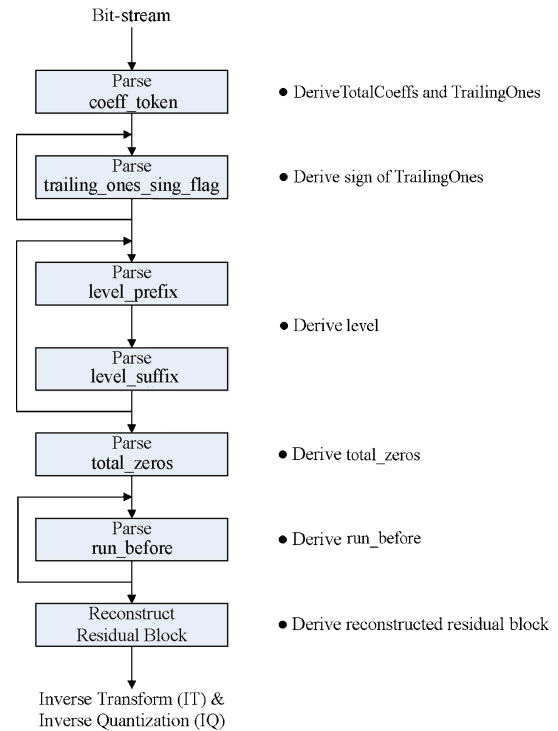 Bit-stream
Parse
coeff_token
● DeriveTotalCoeffs and TrailingOnes
Parse
trailing_ones_sing_flag
● Derive sign of TrailingOnes
Parse
level_prefix
● Derive level
Parse
level_suffix
Parse
total_zeros
● Derive total_zeros
Parse
run_before
● Derive run_before
Reconstruct
Residual Block
● Derive reconstructed residual block
Inverse Transform (IT) &
Inverse Quantization (IQ)